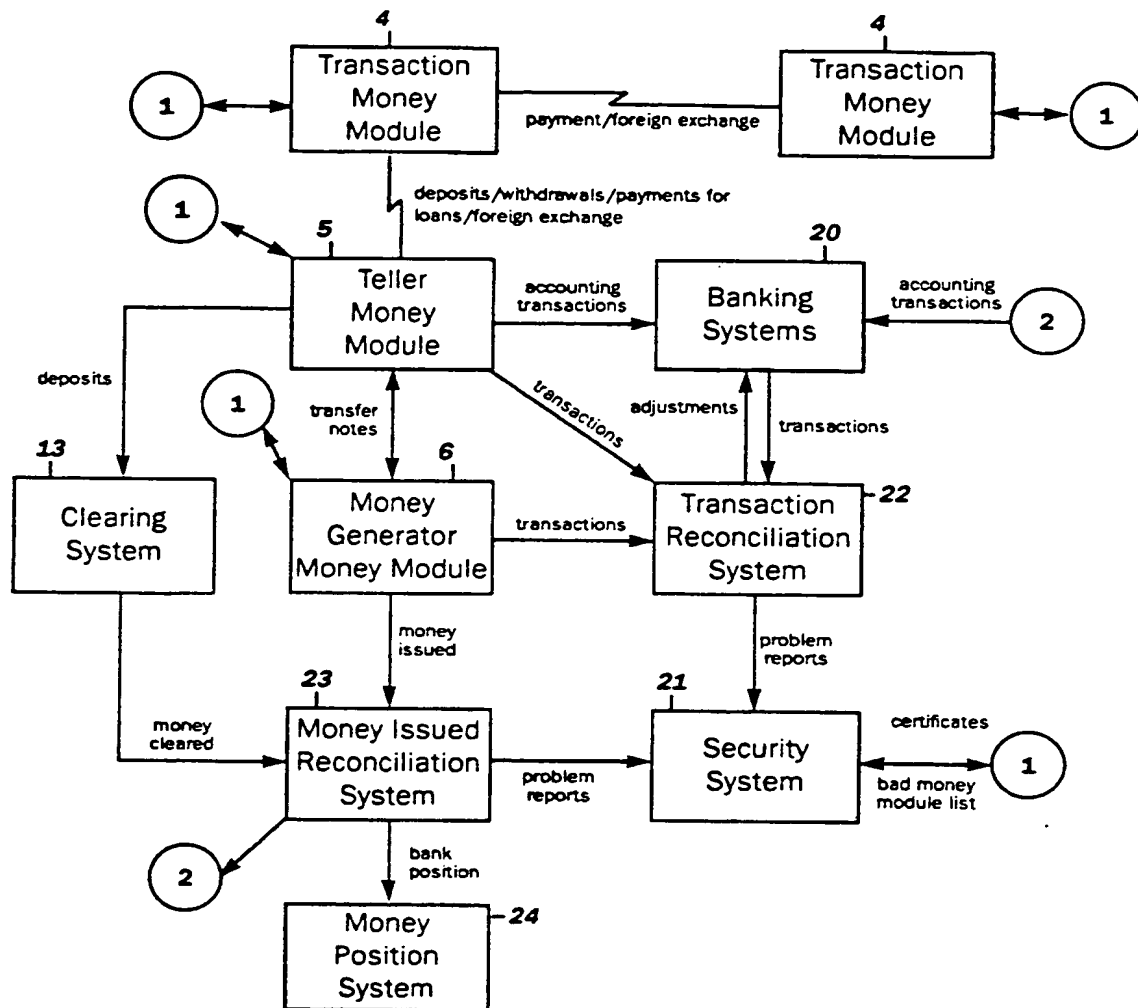 4
4
Transaction
Money
Module
Transaction
Money
Module
1
1
payment/foreign exchange
deposits/withdrawals/payments for
loans/foreign exchange
1
5
20
Teller
Money
Module
accounting
transactions
Banking
Systems
accounting
transactions
2
deposits
1
transfer
notes
transactions
adjustments
transactions
13
6
22
Clearing
System
Money
Generator
Money Module
transactions
Transaction
Reconciliation
System
money
issued
problem
reports
23
21
money
cleared
Money Issued
Reconciliation
System
problem
reports
Security
System
certificates
bad money
module list
1
2
bank
position
24
Money
Position
System